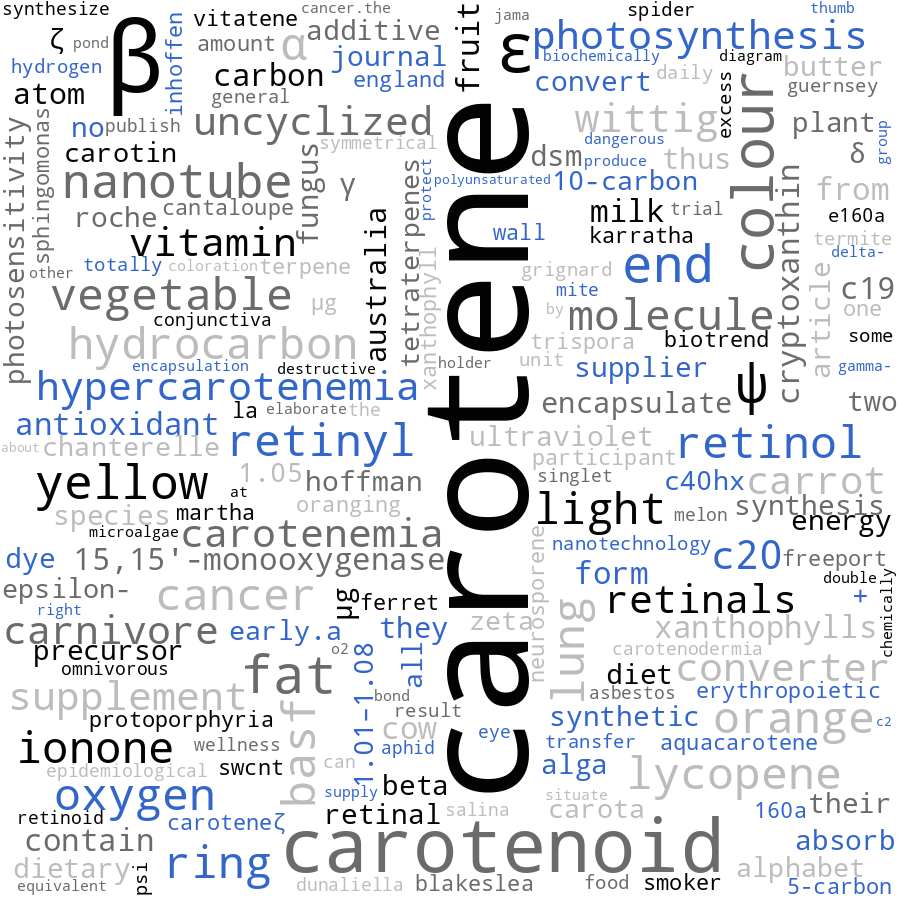 synthesize
vitatene
cancer.the
jama
spider
thumb
ζ
pond
β
inhoffen
additive
α
amount
fruit
ε
photosynthesis
hydrogen
journal
biochemically
diagram
butter
atom
carbon
england
convert
daily
guernsey
general
excess
colour
no
publish
uncyclized
wittig
plant
group
photosensitivity
sphingomonas
carotin
symmetrical
dangerous
dsm
produce
thus
δ
nanotube
fungus
γ
tetraterpenes
protect
polyunsaturated
10-carbon
cryptoxanthin
from
roche
cantaloupe
milk
trial
e160a
vitamin
australia
wall
karratha
termite
other
totally
coloration
terpene
xanthophyll
carotene
grignard
end
delta-
vegetable
μg
mite
article
c19
conjunctiva
by
molecule
one
hydrocarbon
trispora
biotrend
some
encapsulation
destructive
holder
unit
supplier
gamma-
hypercarotenemia
ψ
la
elaborate
the
encapsulate
two
antioxidant
about
chanterelle
retinyl
ultraviolet
retinol
participant
yellow
1.05
hoffman
singlet
c40hx
carrot
at
oranging
species
martha
light
melon
synthesis
microalgae
carotenemia
energy
dye
15,15'-monooxygenase
nanotechnology
c20
freeport
epsilon-
neurosporene
form
double
chemically
right
cancer
µg
ferret
retinals
+
carnivore
early.a
they
zeta
lung
xanthophylls
precursor
o2
1.01–1.08
all
carotenodermia
omnivorous
fat
diet
converter
supplement
bond
asbestos
erythropoietic
protoporphyria
basf
result
synthetic
orange
c2
ionone
wellness
cow
eye
aphid
transfer
aquacarotene
epidemiological
swcnt
can
alga
lycopene
oxygen
supply
beta
situate
retinoid
caroteneζ
retinal
salina
carota
160a
their
contain
carotenoid
absorb
dietary
psi
ring
alphabet
equivalent
dunaliella
blakeslea
food
smoker
5-carbon